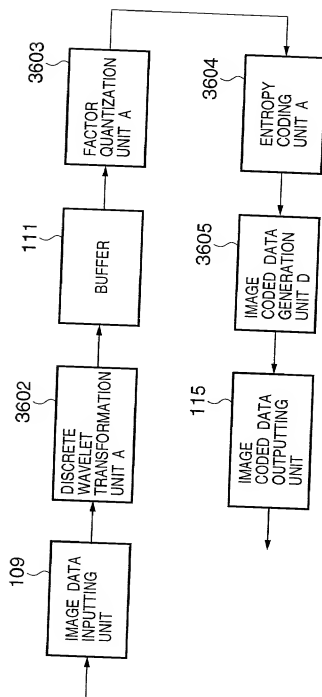 109
IMAGE DATA
INPUTTING
UNIT
3602
DISCRETE
WAVELET
TRANSFORMATION
UNIT A
111
BUFFER
3603
FACTOR
QUANTIZATION
UNIT A
3604
ENTROPY
CODING
UNIT A
3605
IMAGE
CODED DATA
GENERATION
UNIT D
115
IMAGE
CODED DATA
OUTPUTTING
UNIT